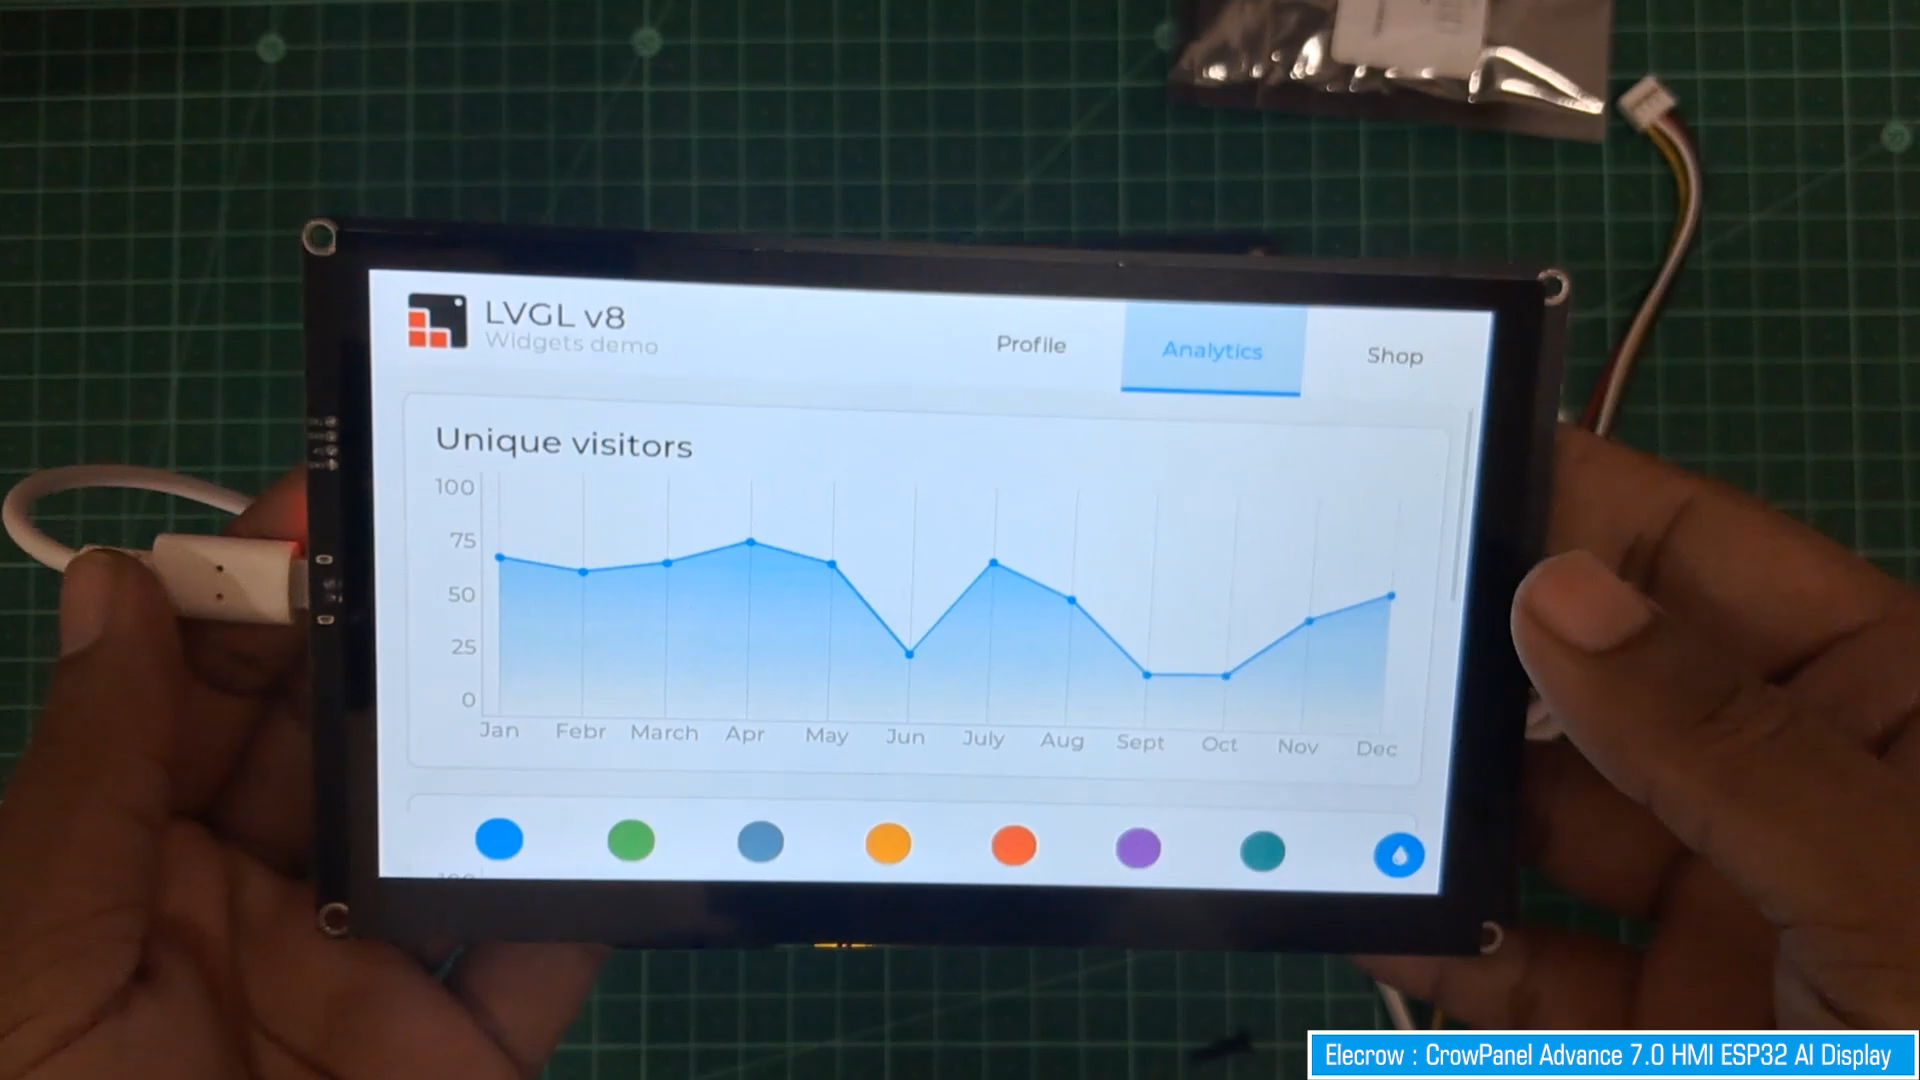 LVGL v8
Widgets demo
Profile
Analytics
Shop
Unique visitors
100
75
50
25
0
Jan Febr March Apr May Jun July Aug Sept Oct Nov Dec
Elecrow : CrowPanel Advance 7.0 HMI ESP32 AI Display